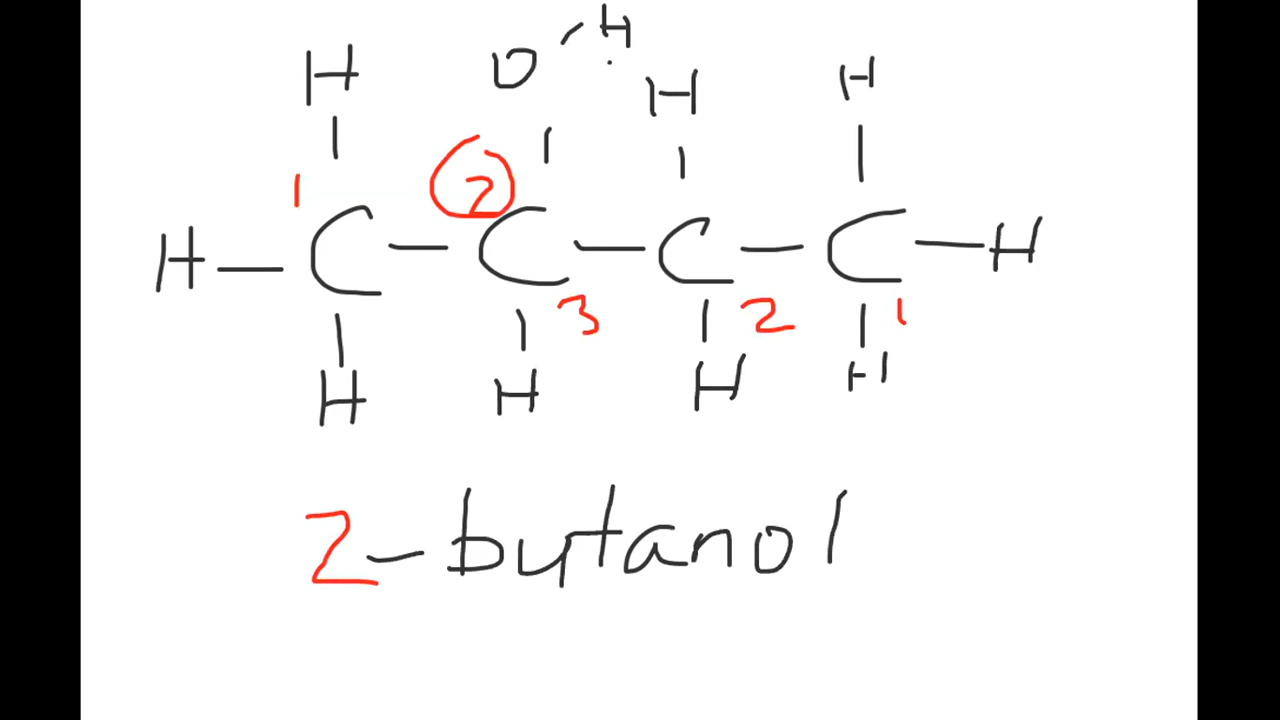 O H
H H H
1 2
H C C C C H
3 2 1
H H H H
2-butanol